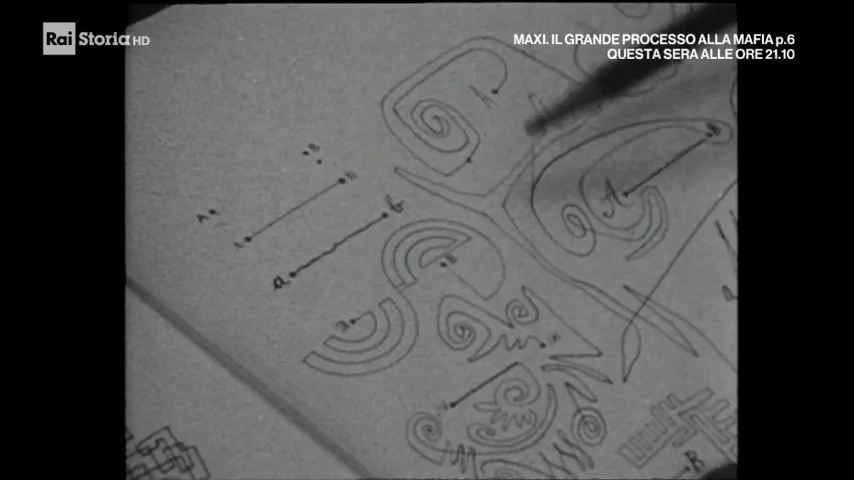 Rai Storia HD
MAXI. IL GRANDE PROCESSO ALLA MAFIA p.6
QUESTA SERA ALLE ORE 21.10
A
B
A
B
a
b
A
B
A
B
B